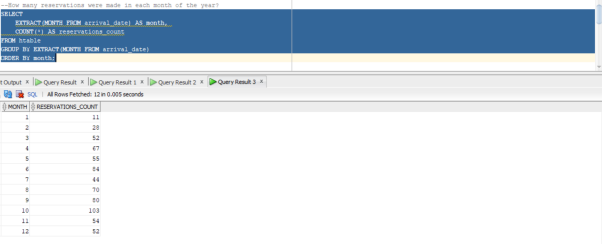 --How many reservations were made in each month of the year?
SELECT
EXTRACT(MONTH FROM arrival_date) AS month,
COUNT(*) AS reservations_count
FROM htable
GROUP BY EXTRACT(MONTH FROM arrival_date)
ORDER BY month;
t Output × Query Result × Query Result 1 × Query Result 2 × Query Result 3 ×
SQL | All Rows Fetched: 12 in 0.005 seconds
MONTH RESERVATIONS_COUNT
1 11
2 28
3 52
4 67
5 55
6 84
7 44
8 70
9 80
10 103
11 54
12 52